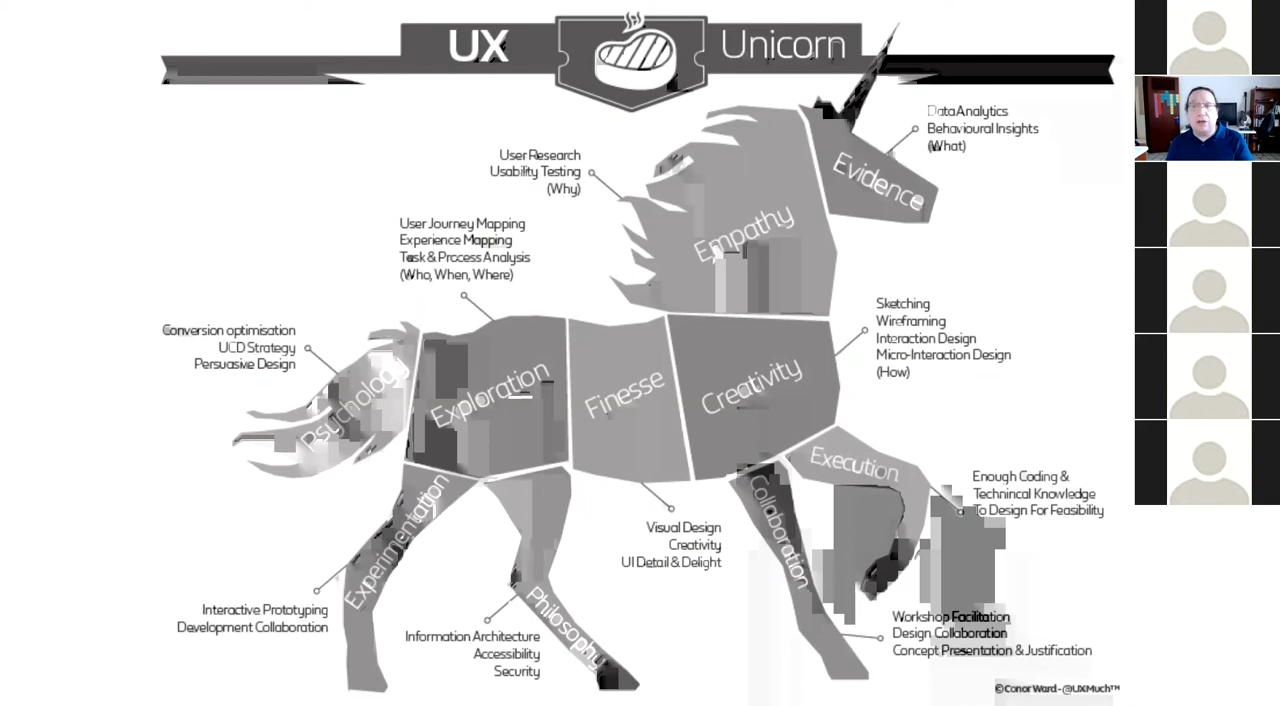 UX Unicorn
Data Analytics
Behavioural Insights
(What)
Evidence
User Research
Usability Testing
(Why)
Empathy
User Journey Mapping
Experience Mapping
Task & Process Analysis
(Who, When, Where)
Sketching
Wireframing
Interaction Design
Micro-Interaction Design
(How)
Conversion optimisation
UCD Strategy
Persuasive Design
Psychology
Exploration
Finesse
Creativity
Execution
Enough Coding &
Technincal Knowledge
To Design For Feasibility
Experimentation
Collaboration
Visual Design
Creativity
UI Detail & Delight
Philosophy
Interactive Prototyping
Development Collaboration
Information Architecture
Accessibility
Security
Workshop Facilitation
Design Collaboration
Concept Presentation & Justification
©Conor Ward - @UXMuch™